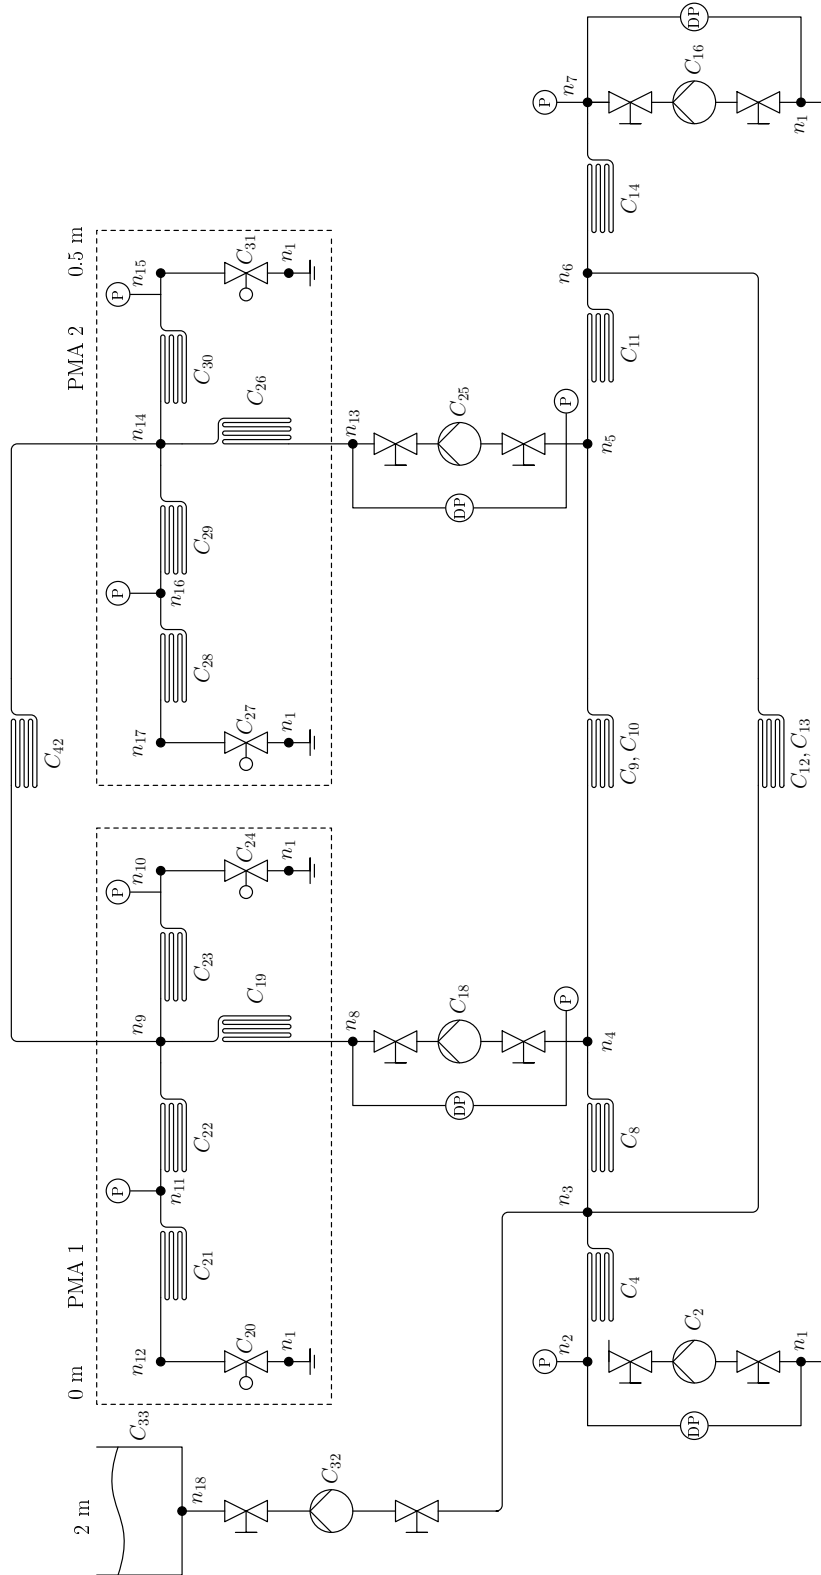 C₄₂
2 m
0 m
PMA 1
PMA 2
0.5 m
P
P
P
P
C₃₃
n₁₂
n₉
n₁₀
n₁₇
n₁₄
n₁₅
n₁₁
n₁₆
n₁₈
C₂₁
C₂₂
C₂₃
C₂₈
C₂₉
C₃₀
C₂₀
C₁₉
C₂₄
C₂₇
C₂₆
C₃₁
n₁
n₁
n₁
n₁
C₃₂
n₈
n₁₃
DP
C₁₈
DP
C₂₅
P
P
n₂
n₃
P
P
n₆
n₇
n₄
n₅
C₄
C₈
C₉, C₁₀
C₁₁
C₁₄
DP
C₂
C₁₆
DP
n₁
C₁₂, C₁₃
n₁